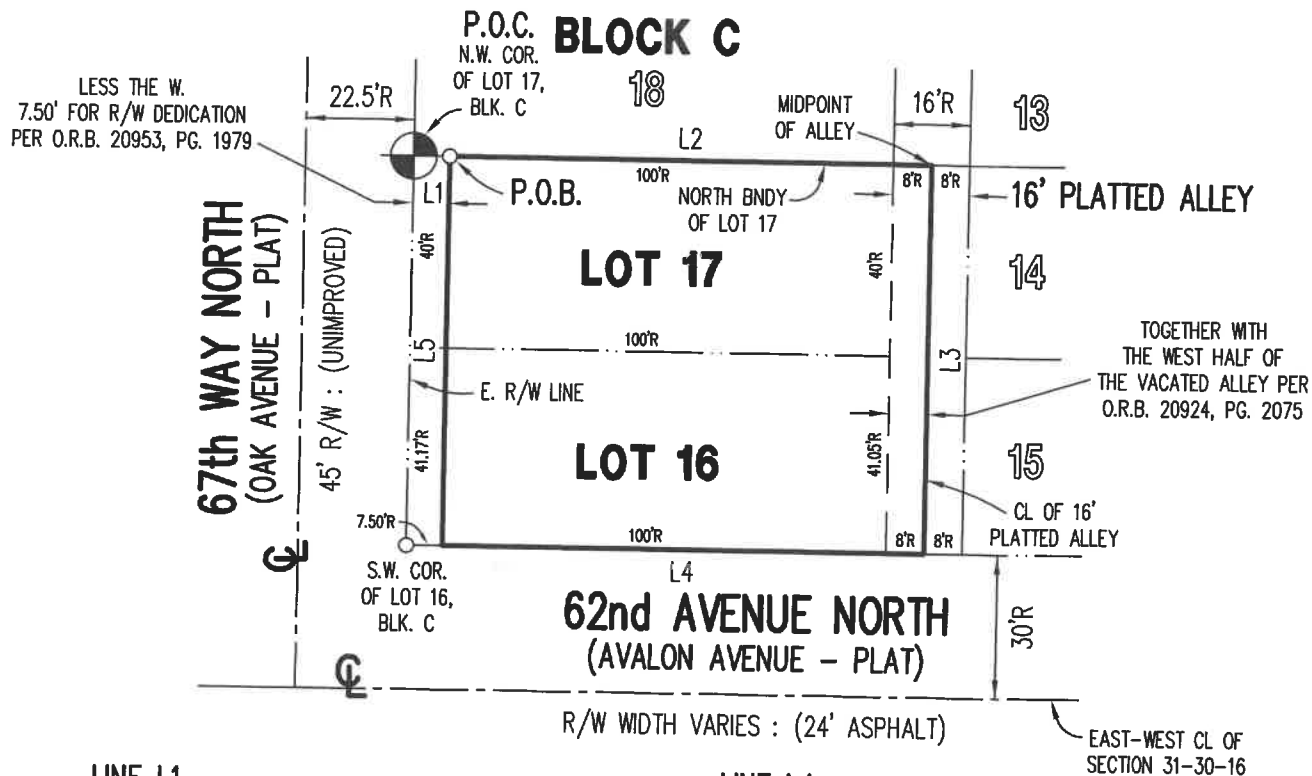 P.O.C.
N.W. COR.
OF LOT 17,
BLK. C
BLOCK C
18
LESS THE W.
7.50' FOR R/W DEDICATION
PER O.R.B. 20953, PG. 1979
22.5'R
MIDPOINT
OF ALLEY
16'R
13
L2
100'R
8'R
8'R
L1
P.O.B.
NORTH BNDY
OF LOT 17
16' PLATTED ALLEY
67th WAY NORTH
(OAK AVENUE - PLAT)
45' R/W : (UNIMPROVED)
40'R
LOT 17
40'R
14
L5
100'R
L3
TOGETHER WITH
THE WEST HALF OF
THE VACATED ALLEY PER
O.R.B. 20924, PG. 2075
E. R/W LINE
41.17'R
LOT 16
41.05'R
15
CL OF 16'
PLATTED ALLEY
7.50'R
100'R
8'R
8'R
CL
S.W. COR.
OF LOT 16,
BLK. C
L4
62nd AVENUE NORTH
(AVALON AVENUE - PLAT)
30'R
CL
R/W WIDTH VARIES : (24' ASPHALT)
EAST-WEST CL OF
SECTION 31-30-16
LINE L1